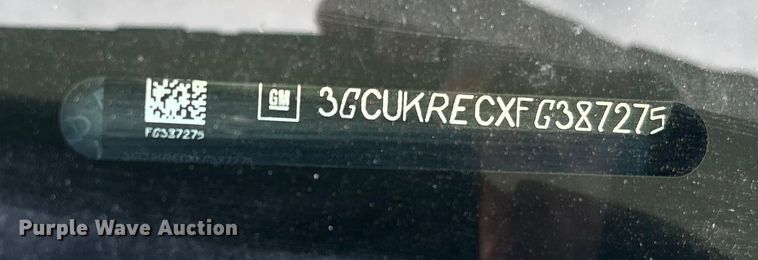 GM 3GCUKRECXFG387275
FG387275
Purple Wave Auction